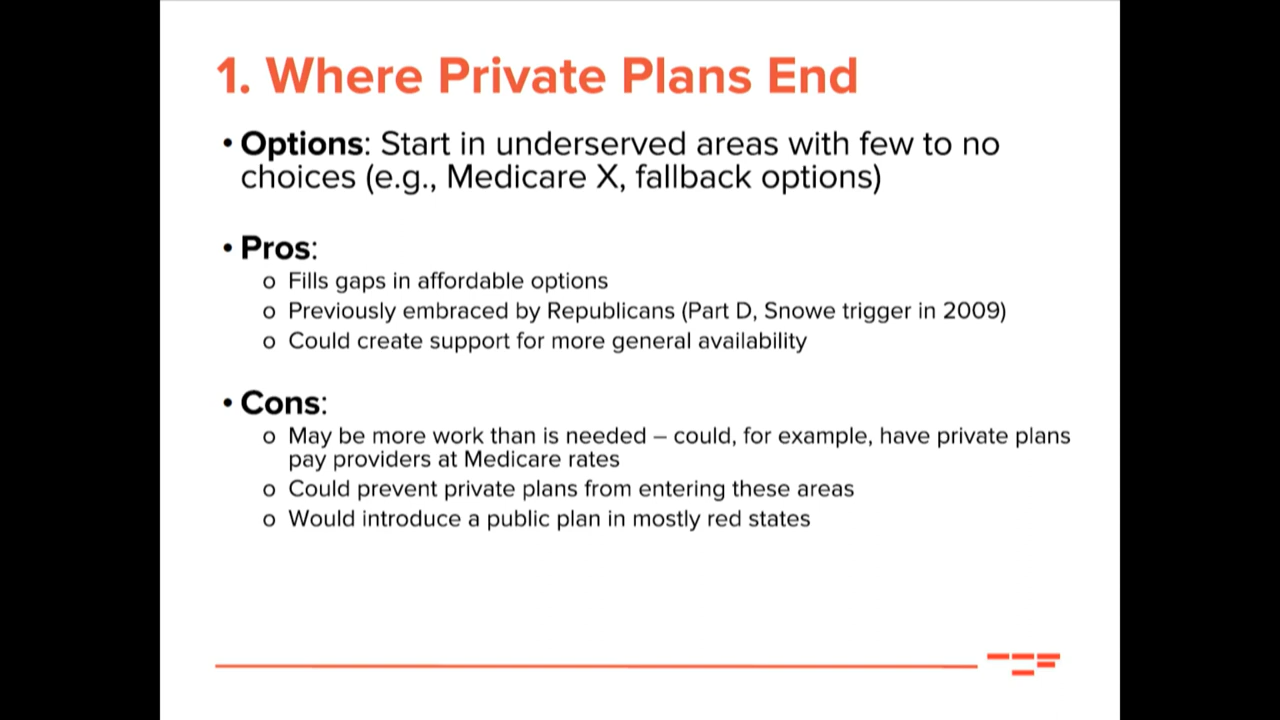 1. Where Private Plans End
• Options: Start in underserved areas with few to no
choices (e.g., Medicare X, fallback options)
• Pros:
o Fills gaps in affordable options
o Previously embraced by Republicans (Part D, Snowe trigger in 2009)
o Could create support for more general availability
• Cons:
o May be more work than is needed – could, for example, have private plans
pay providers at Medicare rates
o Could prevent private plans from entering these areas
o Would introduce a public plan in mostly red states